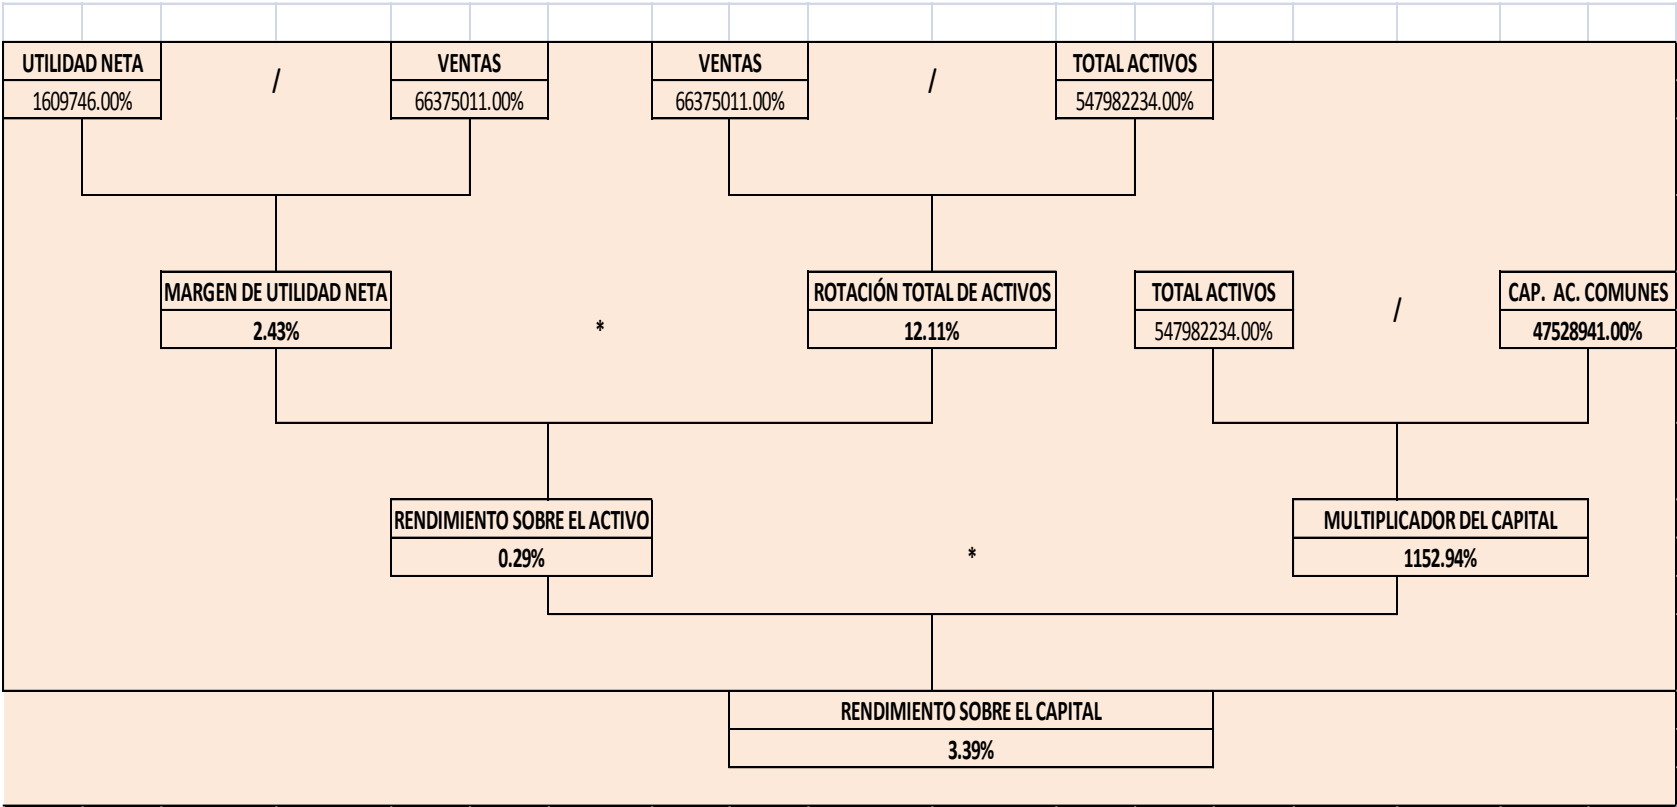 UTILIDAD NETA / VENTAS VENTAS / TOTAL ACTIVOS
1609746.00% 66375011.00% 66375011.00% 547982234.00%
MARGEN DE UTILIDAD NETA * ROTACIÓN TOTAL DE ACTIVOS TOTAL ACTIVOS / CAP. AC. COMUNES
2.43% 12.11% 547982234.00% 47528941.00%
RENDIMIENTO SOBRE EL ACTIVO * MULTIPLICADOR DEL CAPITAL
0.29% 1152.94%
RENDIMIENTO SOBRE EL CAPITAL
3.39%